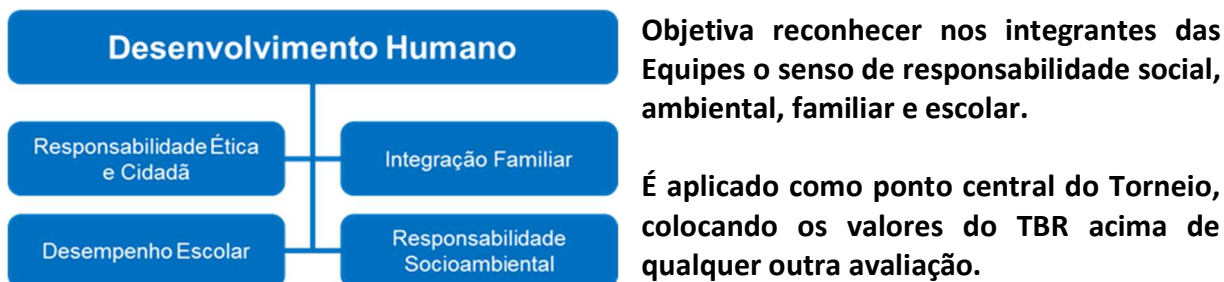 Desenvolvimento Humano
Responsabilidade Ética
e Cidadã
Integração Familiar
Desempenho Escolar
Responsabilidade
Socioambiental
Objetiva reconhecer nos integrantes das
Equipes o senso de responsabilidade social,
ambiental, familiar e escolar.
É aplicado como ponto central do Torneio,
colocando os valores do TBR acima de
qualquer outra avaliação.